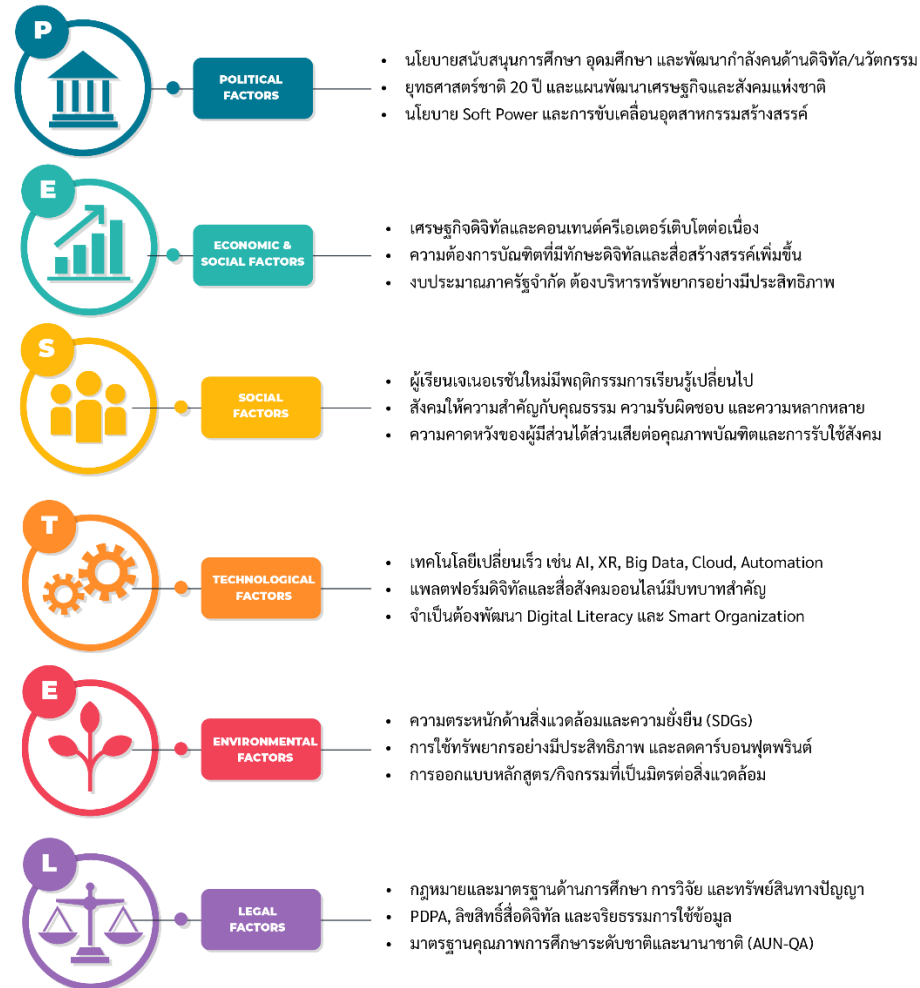 P
POLITICAL
FACTORS
• นโยบายสนับสนุนการศึกษา อุดมศึกษา และพัฒนากำลังคนด้านดิจิทัล/นวัตกรรม
• ยุทธศาสตร์ชาติ 20 ปี และแผนพัฒนาเศรษฐกิจและสังคมแห่งชาติ
• นโยบาย Soft Power และการขับเคลื่อนอุตสาหกรรมสร้างสรรค์
E
ECONOMIC &
SOCIAL FACTORS
• เศรษฐกิจดิจิทัลและคอนเทนต์ครีเอเตอร์เติบโตต่อเนื่อง
• ความต้องการบัณฑิตที่มีทักษะดิจิทัลและสื่อสร้างสรรค์เพิ่มขึ้น
• งบประมาณภาครัฐจำกัด ต้องบริหารทรัพยากรอย่างมีประสิทธิภาพ
S
SOCIAL
FACTORS
• ผู้เรียนเจเนอเรชันใหม่มีพฤติกรรมการเรียนรู้เปลี่ยนไป
• สังคมให้ความสำคัญกับคุณธรรม ความรับผิดชอบ และความหลากหลาย
• ความคาดหวังของผู้มีส่วนได้ส่วนเสียต่อคุณภาพบัณฑิตและการรับใช้สังคม
T
TECHNOLOGICAL
FACTORS
• เทคโนโลยีเปลี่ยนเร็ว เช่น AI, XR, Big Data, Cloud, Automation
• แพลตฟอร์มดิจิทัลและสื่อสังคมออนไลน์มีบทบาทสำคัญ
• จำเป็นต้องพัฒนา Digital Literacy และ Smart Organization
E
ENVIRONMENTAL
FACTORS
• ความตระหนักด้านสิ่งแวดล้อมและความยั่งยืน (SDGs)
• การใช้ทรัพยากรอย่างมีประสิทธิภาพ และลดคาร์บอนฟุตพรินต์
• การออกแบบหลักสูตร/กิจกรรมที่เป็นมิตรต่อสิ่งแวดล้อม
L
LEGAL
FACTORS
• กฎหมายและมาตรฐานด้านการศึกษา การวิจัย และทรัพย์สินทางปัญญา
• PDPA, ลิขสิทธิ์สื่อดิจิทัล และจริยธรรมการใช้ข้อมูล
• มาตรฐานคุณภาพการศึกษาระดับชาติและนานาชาติ (AUN-QA)